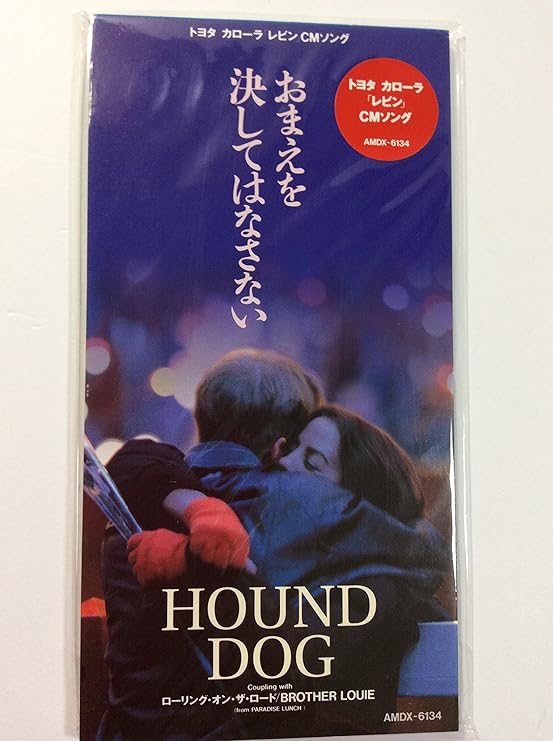 トヨタ カローラ レビン CMソング
トヨタ カローラ
「レビン」
CMソング
AMDX-6134
おまえを
決してはなさない
HOUND
DOG
Coupling with
ローリング・オン・ザ・ロード/BROTHER LOUIE
(from PARADISE LUNCH)
AMDX-6134